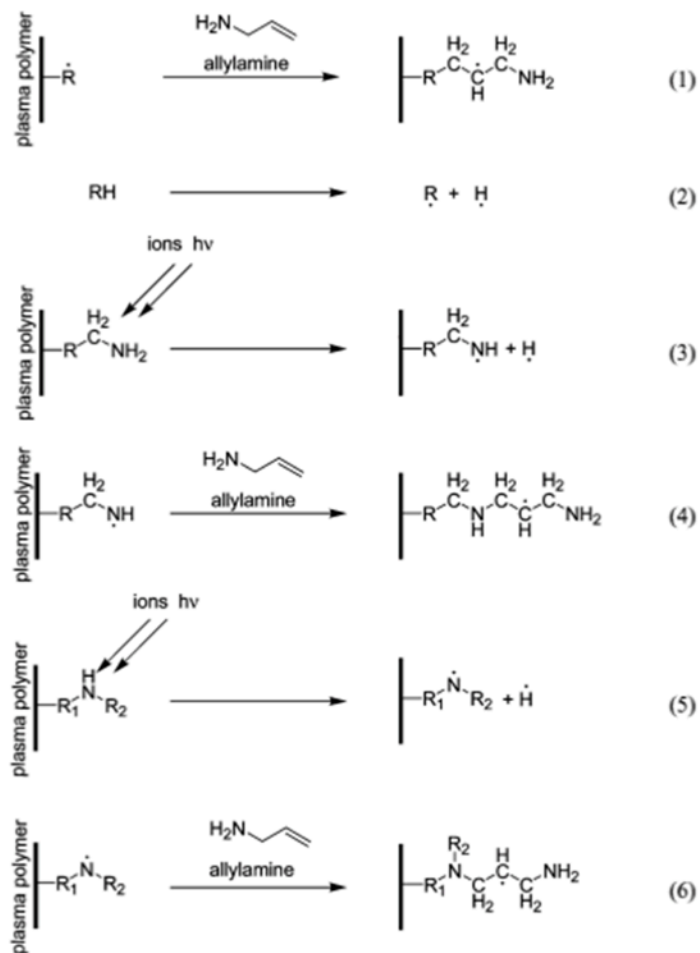 plasma polymer
Ṙ
H₂N
allylamine
R
H₂
C
Ċ
H
H₂
C
NH₂
(1)
RH
Ṛ + Ḥ
(2)
ions hν
plasma polymer
R
H₂
C
NH₂
R
H₂
C
ṆH + Ḥ
(3)
plasma polymer
R
H₂
C
ṆH
H₂N
allylamine
R
H₂
C
N
H
H₂
C
Ċ
H
H₂
C
NH₂
(4)
ions hν
plasma polymer
R₁
H
N
R₂
R₁
Ṅ
R₂ + Ḣ
(5)
plasma polymer
R₁
Ṅ
R₂
H₂N
allylamine
R₁
R₂
N
C
H₂
H
C̣
C
H₂
NH₂
(6)